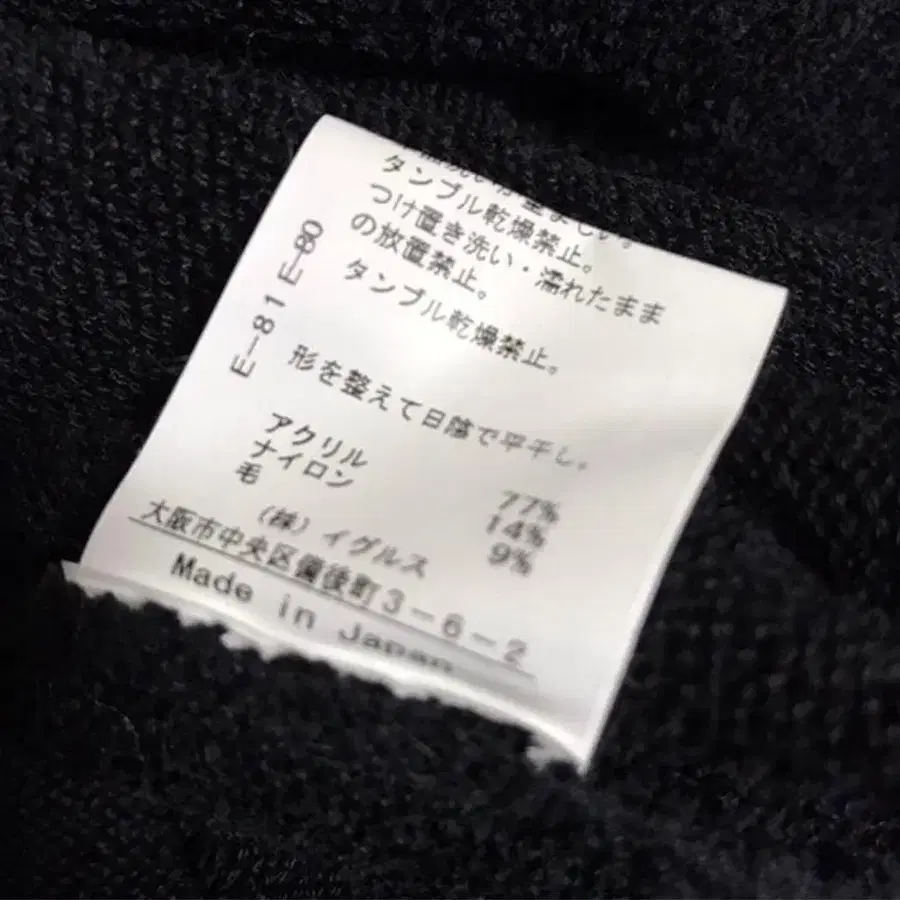 タンブル乾燥禁止。
つけ置き洗い・濡れたまま
の放置禁止。
タンブル乾燥禁止。
形を整えて日陰で平干し。
アクリル 77%
ナイロン 14%
毛 9%
(株)イグルス
大阪市中央区備後町3-6-2
Made in Japan
E-81E-80